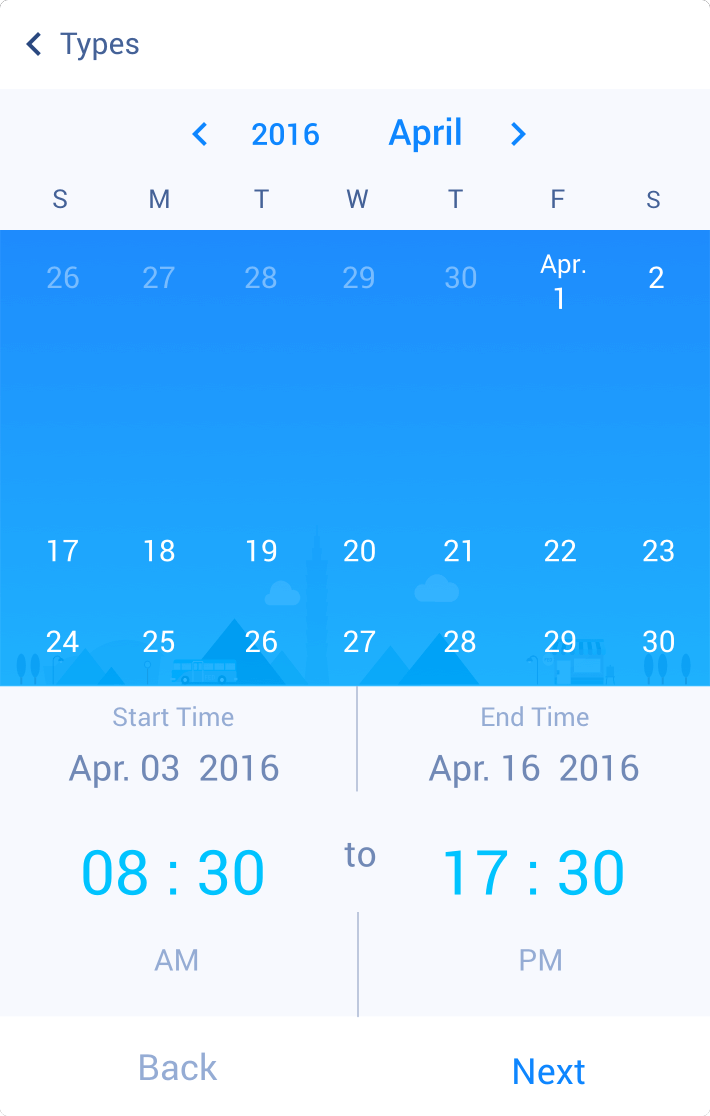 Types
2016 April
S M T W T F S
26 27 28 29 30 Apr. 1 2
17 18 19 20 21 22 23
24 25 26 27 28 29 30
Start Time End Time
Apr. 03 2016 Apr. 16 2016
08 : 30 to 17 : 30
AM PM
Back Next